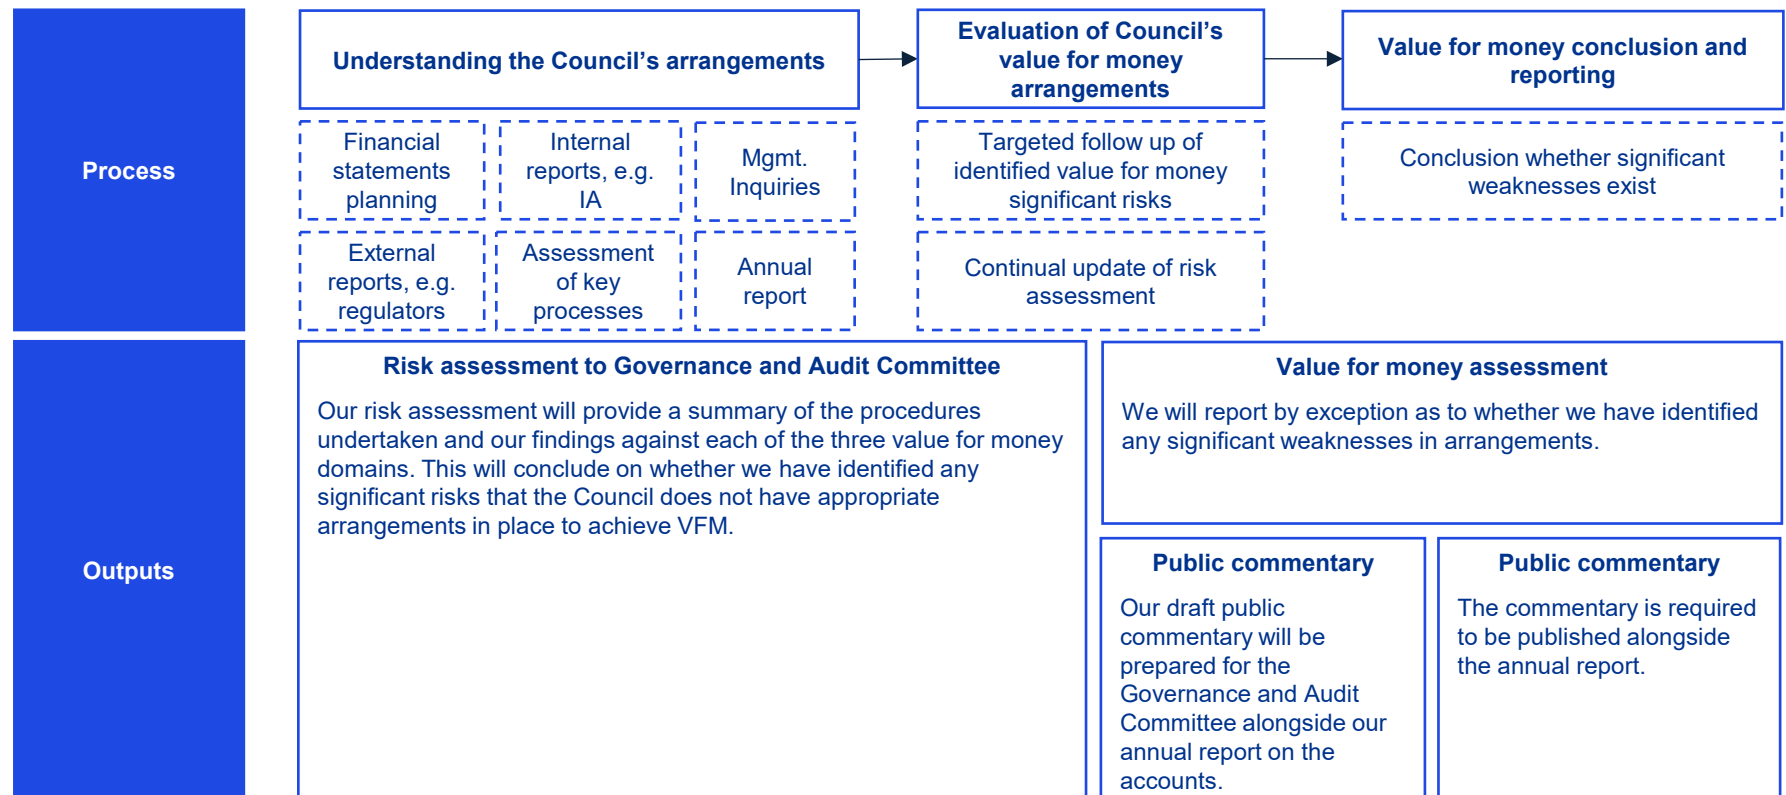 Process
Understanding the Council’s arrangements
Evaluation of Council’s
value for money
arrangements
Value for money conclusion and
reporting
Financial
statements
planning
Internal
reports, e.g.
IA
Mgmt.
Inquiries
Targeted follow up of
identified value for money
significant risks
Conclusion whether significant
weaknesses exist
External
reports, e.g.
regulators
Assessment
of key
processes
Annual
report
Continual update of risk
assessment
Outputs
Risk assessment to Governance and Audit Committee
Our risk assessment will provide a summary of the procedures
undertaken and our findings against each of the three value for money
domains. This will conclude on whether we have identified any
significant risks that the Council does not have appropriate
arrangements in place to achieve VFM.
Value for money assessment
We will report by exception as to whether we have identified
any significant weaknesses in arrangements.
Public commentary
Our draft public
commentary will be
prepared for the
Governance and Audit
Committee alongside our
annual report on the
accounts.
Public commentary
The commentary is required
to be published alongside
the annual report.